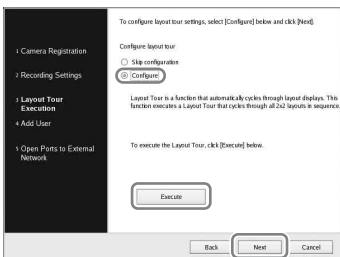 To configure layout tour settings, select [Configure] below and click [Next].
Configure layout tour
Skip configuration
Configure
Layout Tour is a function that automatically cycles through layout displays. This
function executes a Layout Tour that cycles through all 2x2 layouts in sequence.
To execute the Layout Tour, click [Execute] below.
Execute
1 Camera Registration
2 Recording Settings
3 Layout Tour
Execution
4 Add User
5 Open Ports to External
Network
Back
Next
Cancel